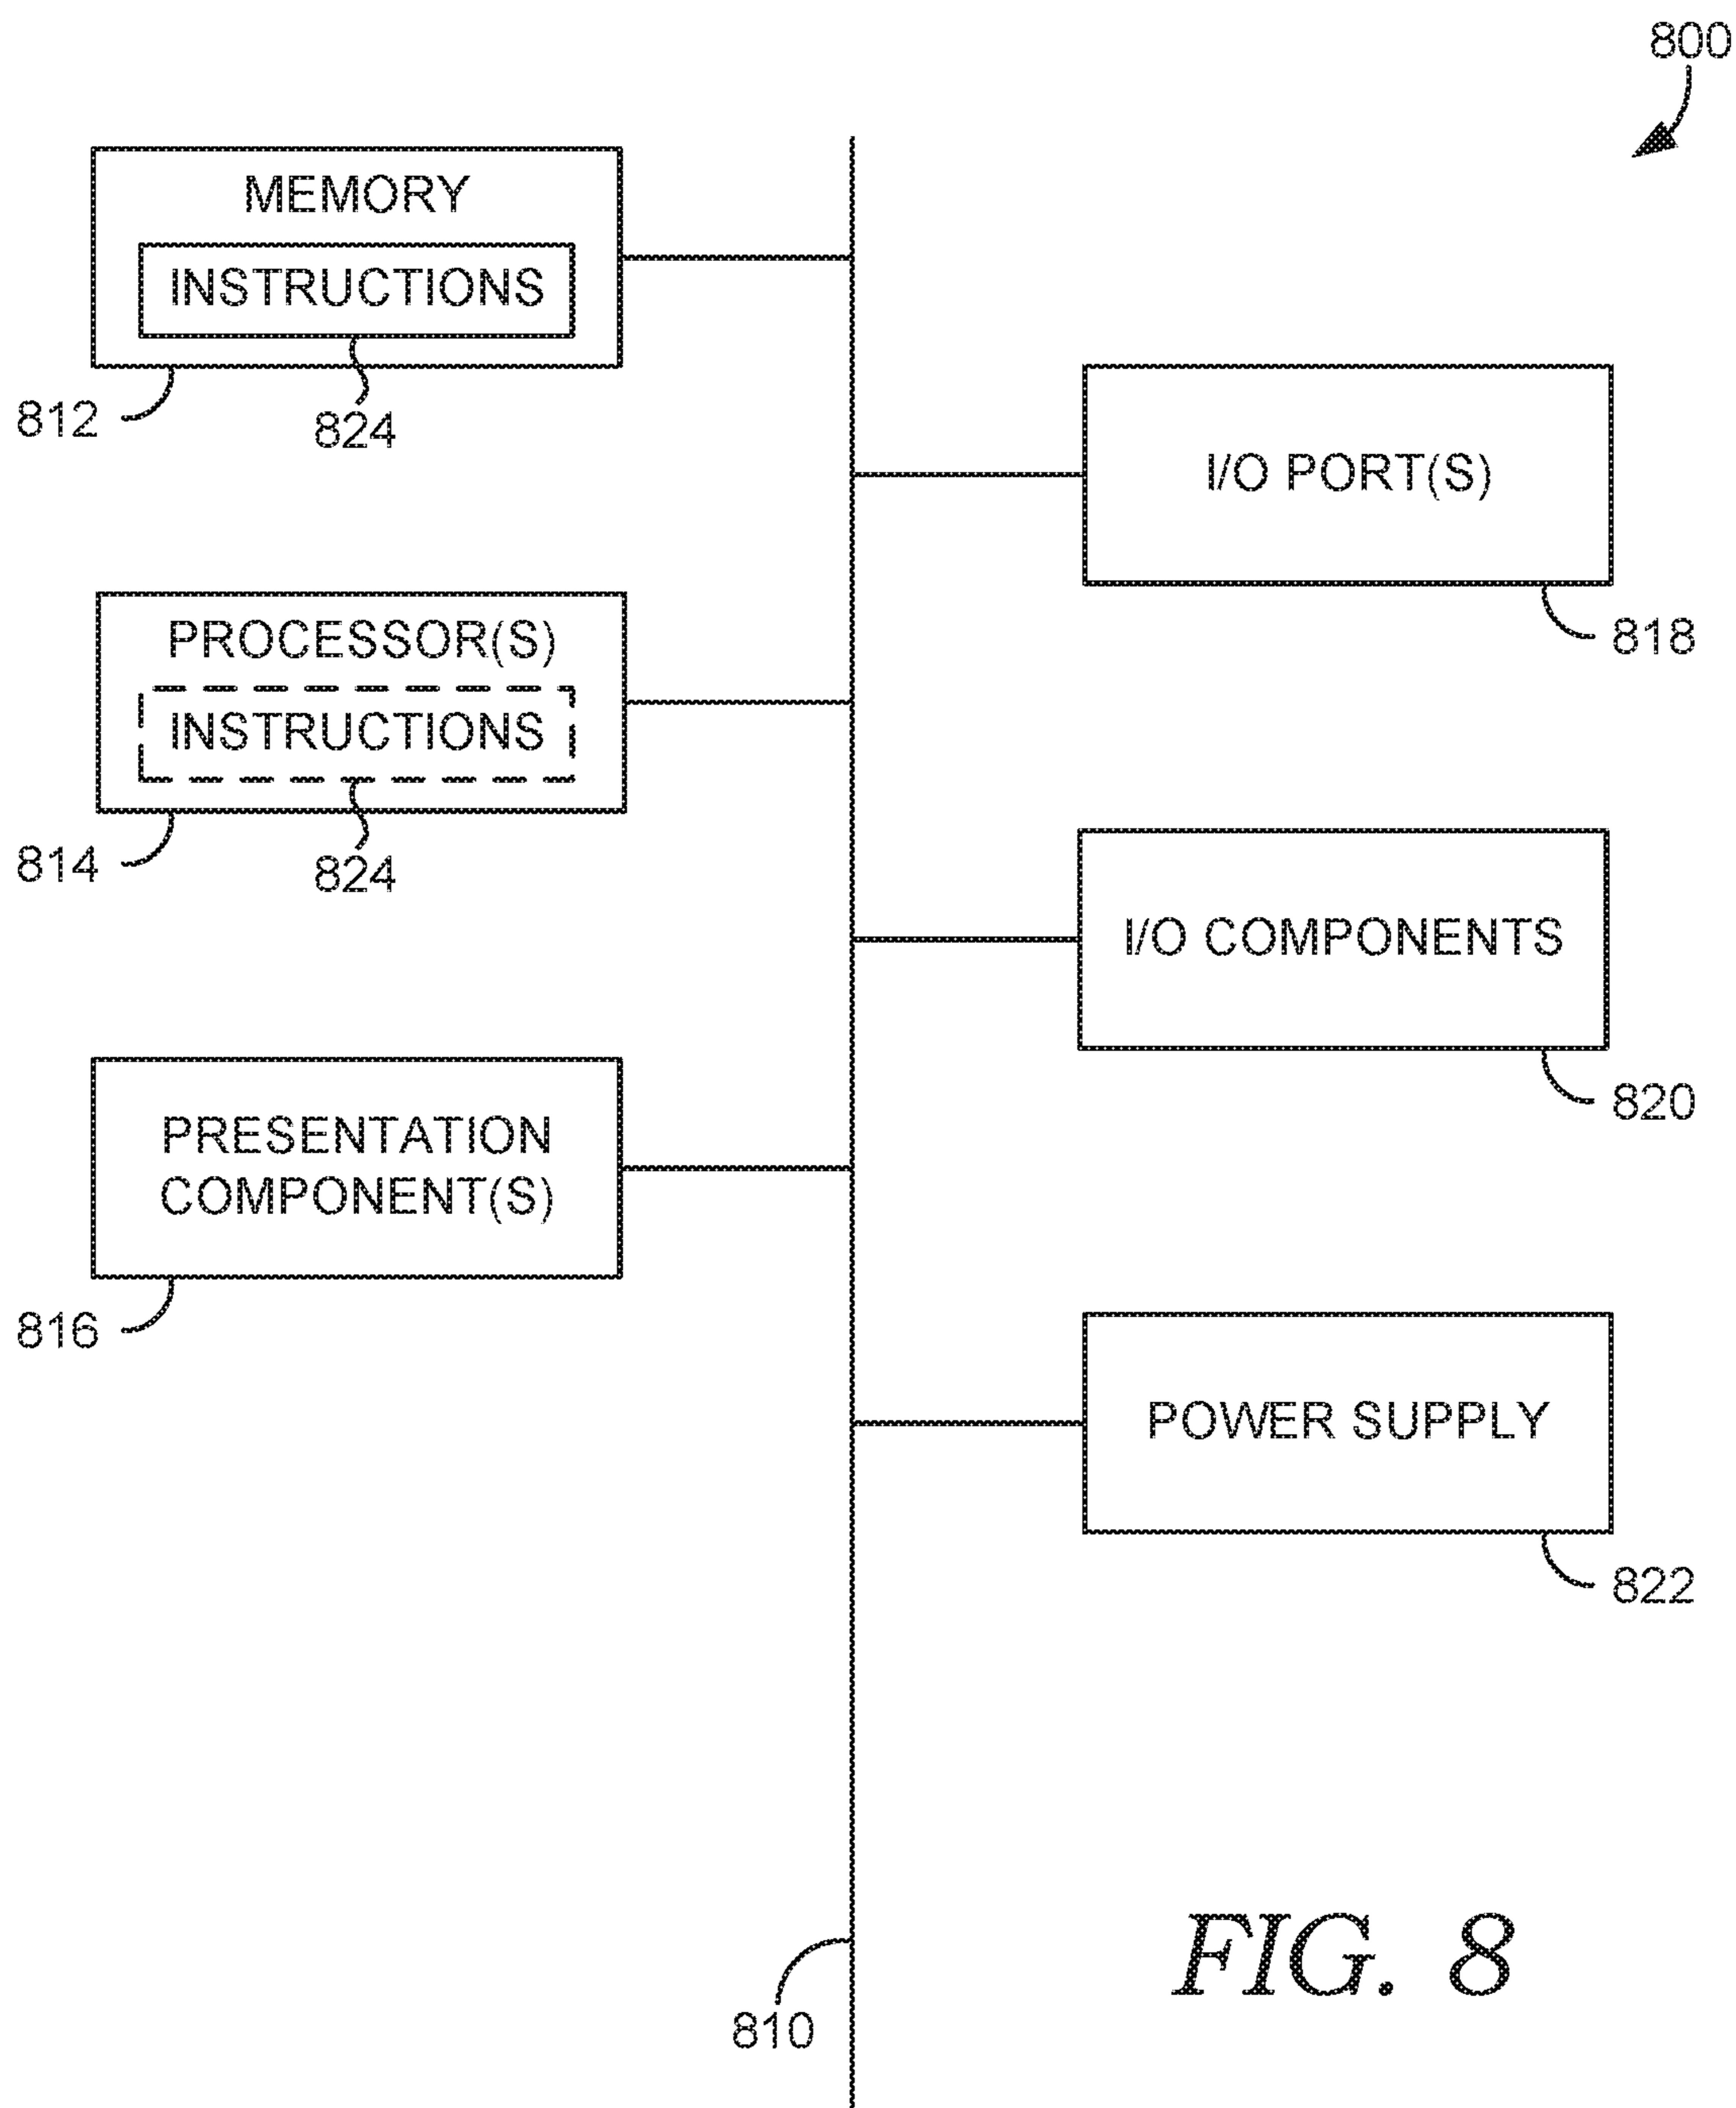 800
MEMORY
INSTRUCTIONS
812
824
I/O PORT(S)
818
PROCESSOR(S)
INSTRUCTIONS
814
824
I/O COMPONENTS
820
PRESENTATION
COMPONENT(S)
816
POWER SUPPLY
822
810
FIG. 8